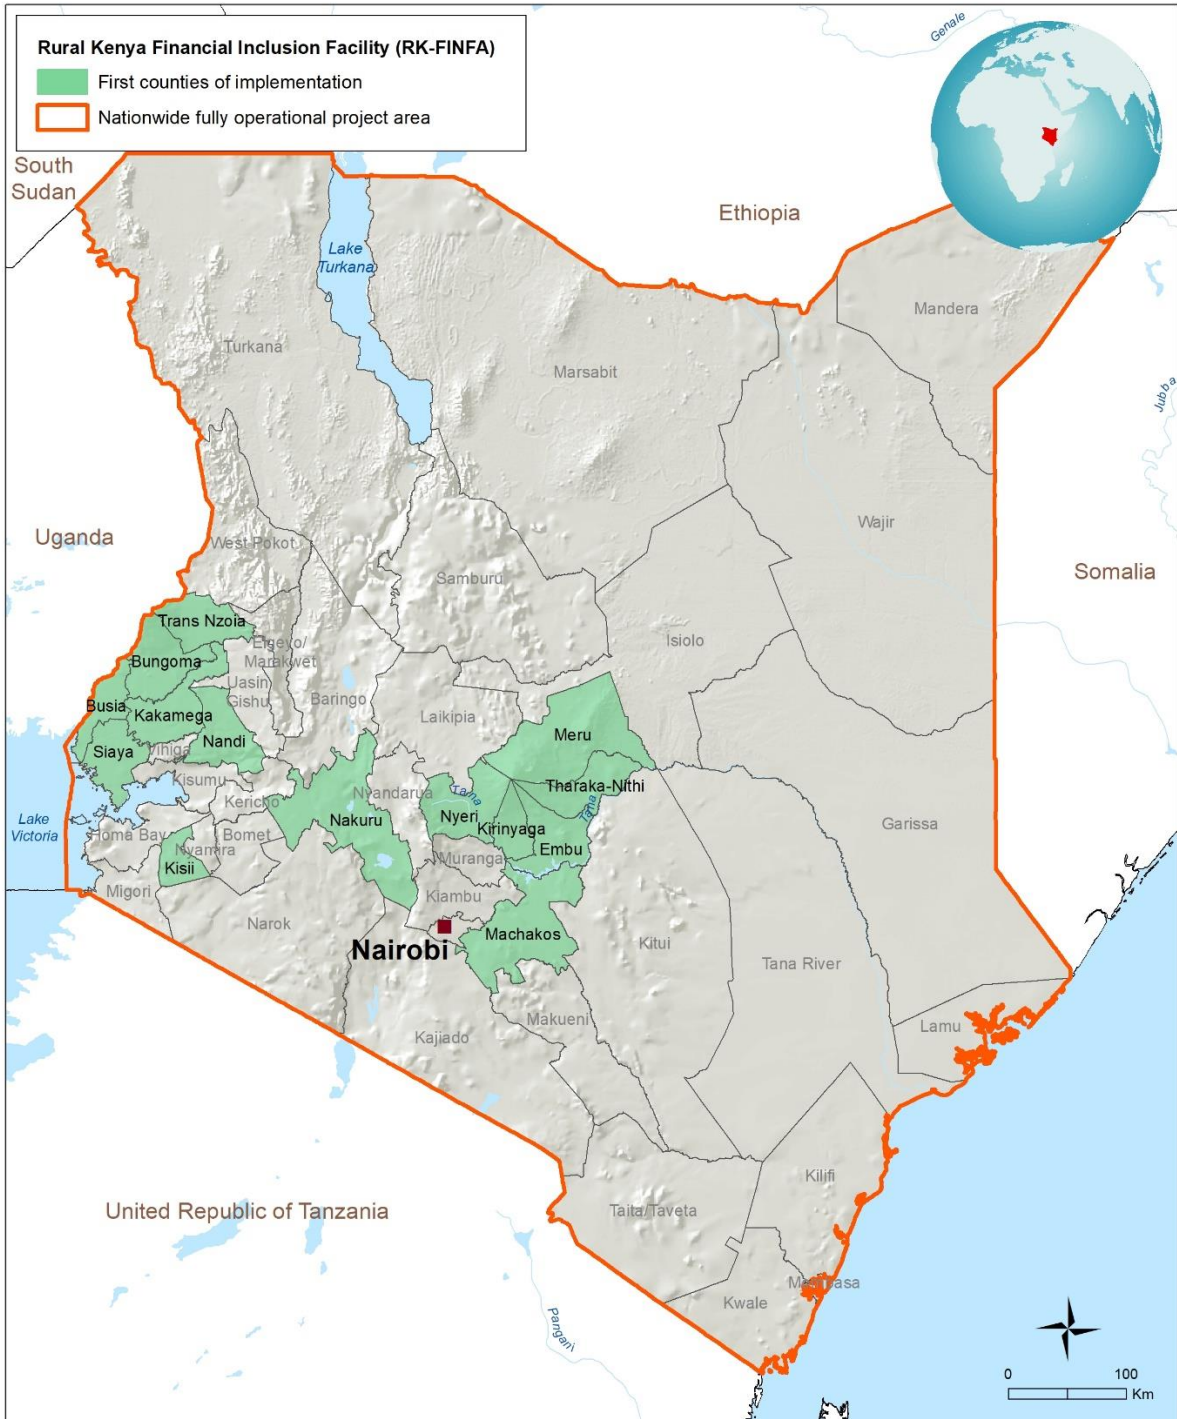 Rural Kenya Financial Inclusion Facility (RK-FINFA)
First counties of implementation
Nationwide fully operational project area
Genale
South
Sudan
Ethiopia
Lake
Turkana
Mandera
Turkana
Marsabit
Jubba
Wajir
Uganda
West Pokot
Somalia
Samburu
Trans Nzoia
Isiolo
Elgeyo/
Marakwet
Bungoma
Uasin
Gishu
Baringo
Busia
Kakamega
Laikipia
Meru
Nandi
Siaya
Vihiga
Kisumu
Tharaka-Nithi
Nyandarua
Tana
Kericho
Tana
Nyeri
Nakuru
Lake
Victoria
Garissa
Kirinyaga
Homa Bay
Bomet
Embu
Nyamira
Muranga
Kisii
Migori
Kiambu
Narok
Machakos
Kitui
Nairobi
Tana River
Makueni
Lamu
Kajiado
Kilifi
United Republic of Tanzania
Taita/Taveta
Mombasa
Kwale
Pangani
0 100
Km